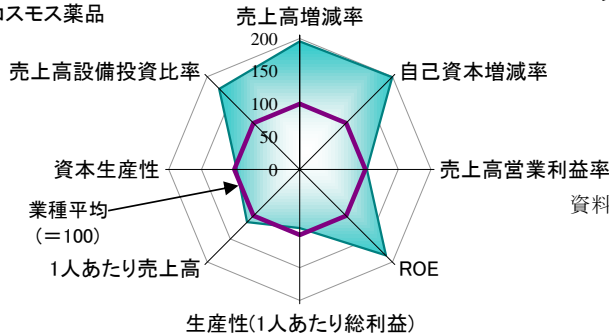 コスモス薬品
売上高増減率
自己資本増減率
売上高営業利益率
ROE
生産性(1人あたり総利益)
1人あたり売上高
資本生産性
売上高設備投資比率
200
150
100
50
0
業種平均
(＝100)
資料